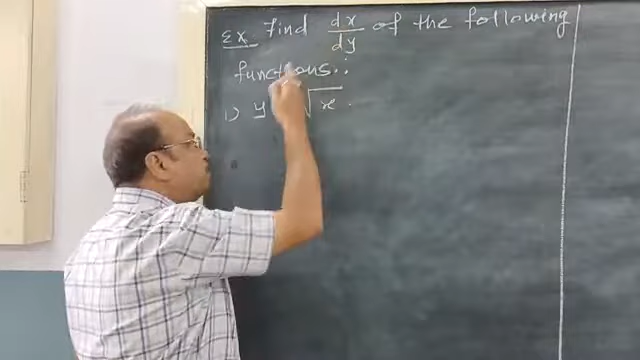 Ex. Find dx/dy of the following
functions.:
1) y √x .